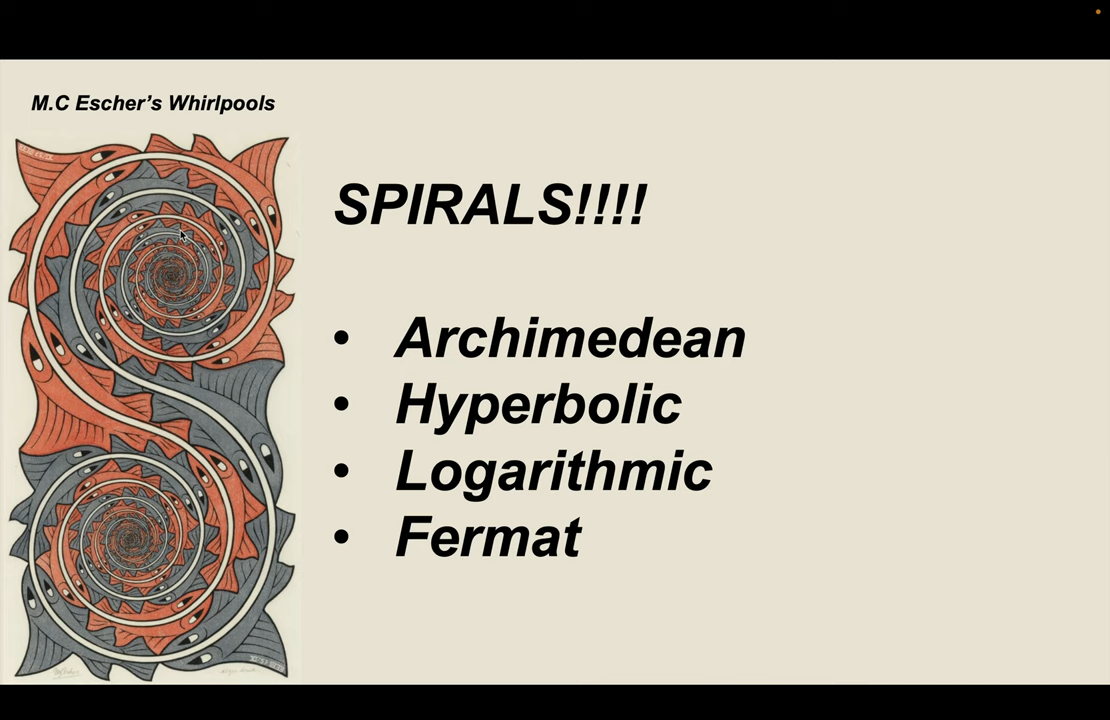 M.C Escher’s Whirlpools
SPIRALS!!!!
• Archimedean
• Hyperbolic
• Logarithmic
• Fermat